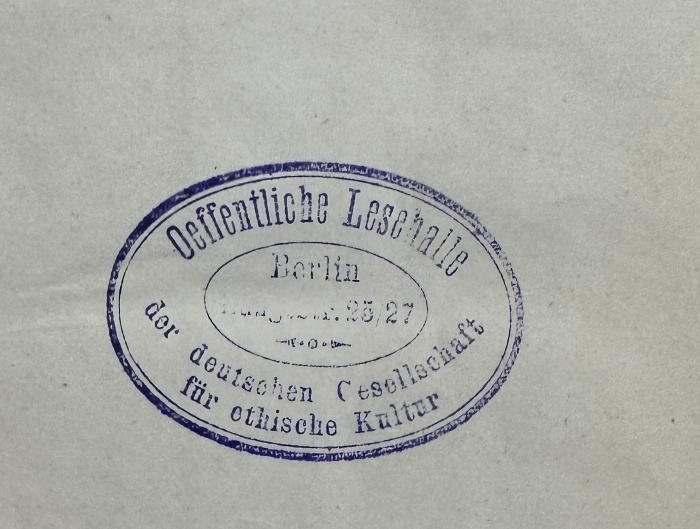 Oeffentliche Lesehalle
Berlin
25/27
der deutschen Gesellschaft
für ethische Kultur